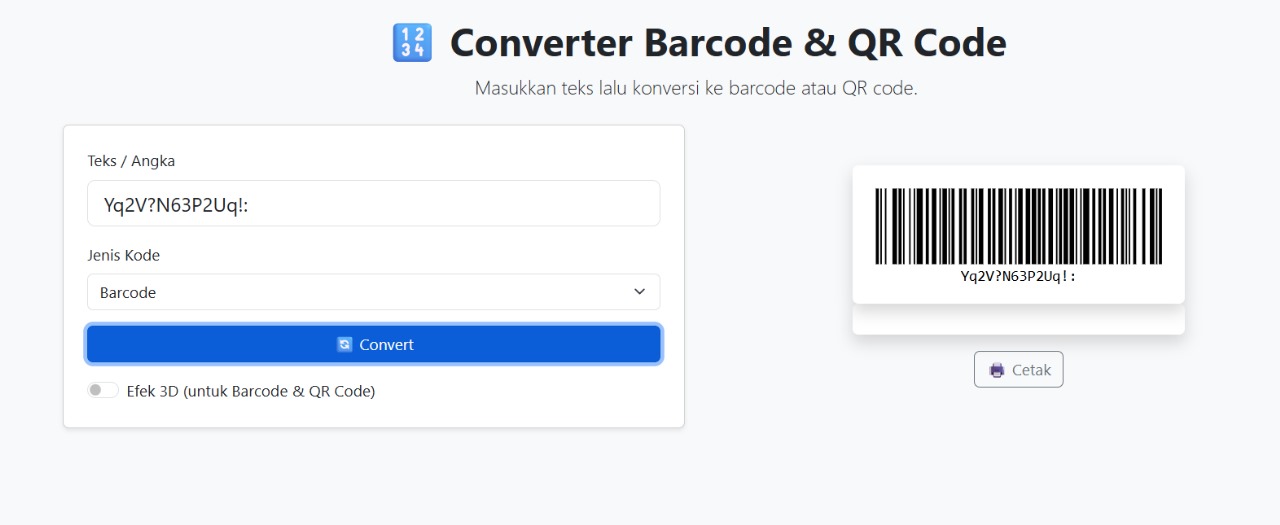 Converter Barcode & QR Code
Masukkan teks lalu konversi ke barcode atau QR code.
Teks / Angka
Yq2V?N63P2Uq!:
Jenis Kode
Barcode
Convert
Efek 3D (untuk Barcode & QR Code)
Yq2V?N63P2Uq!:
Cetak